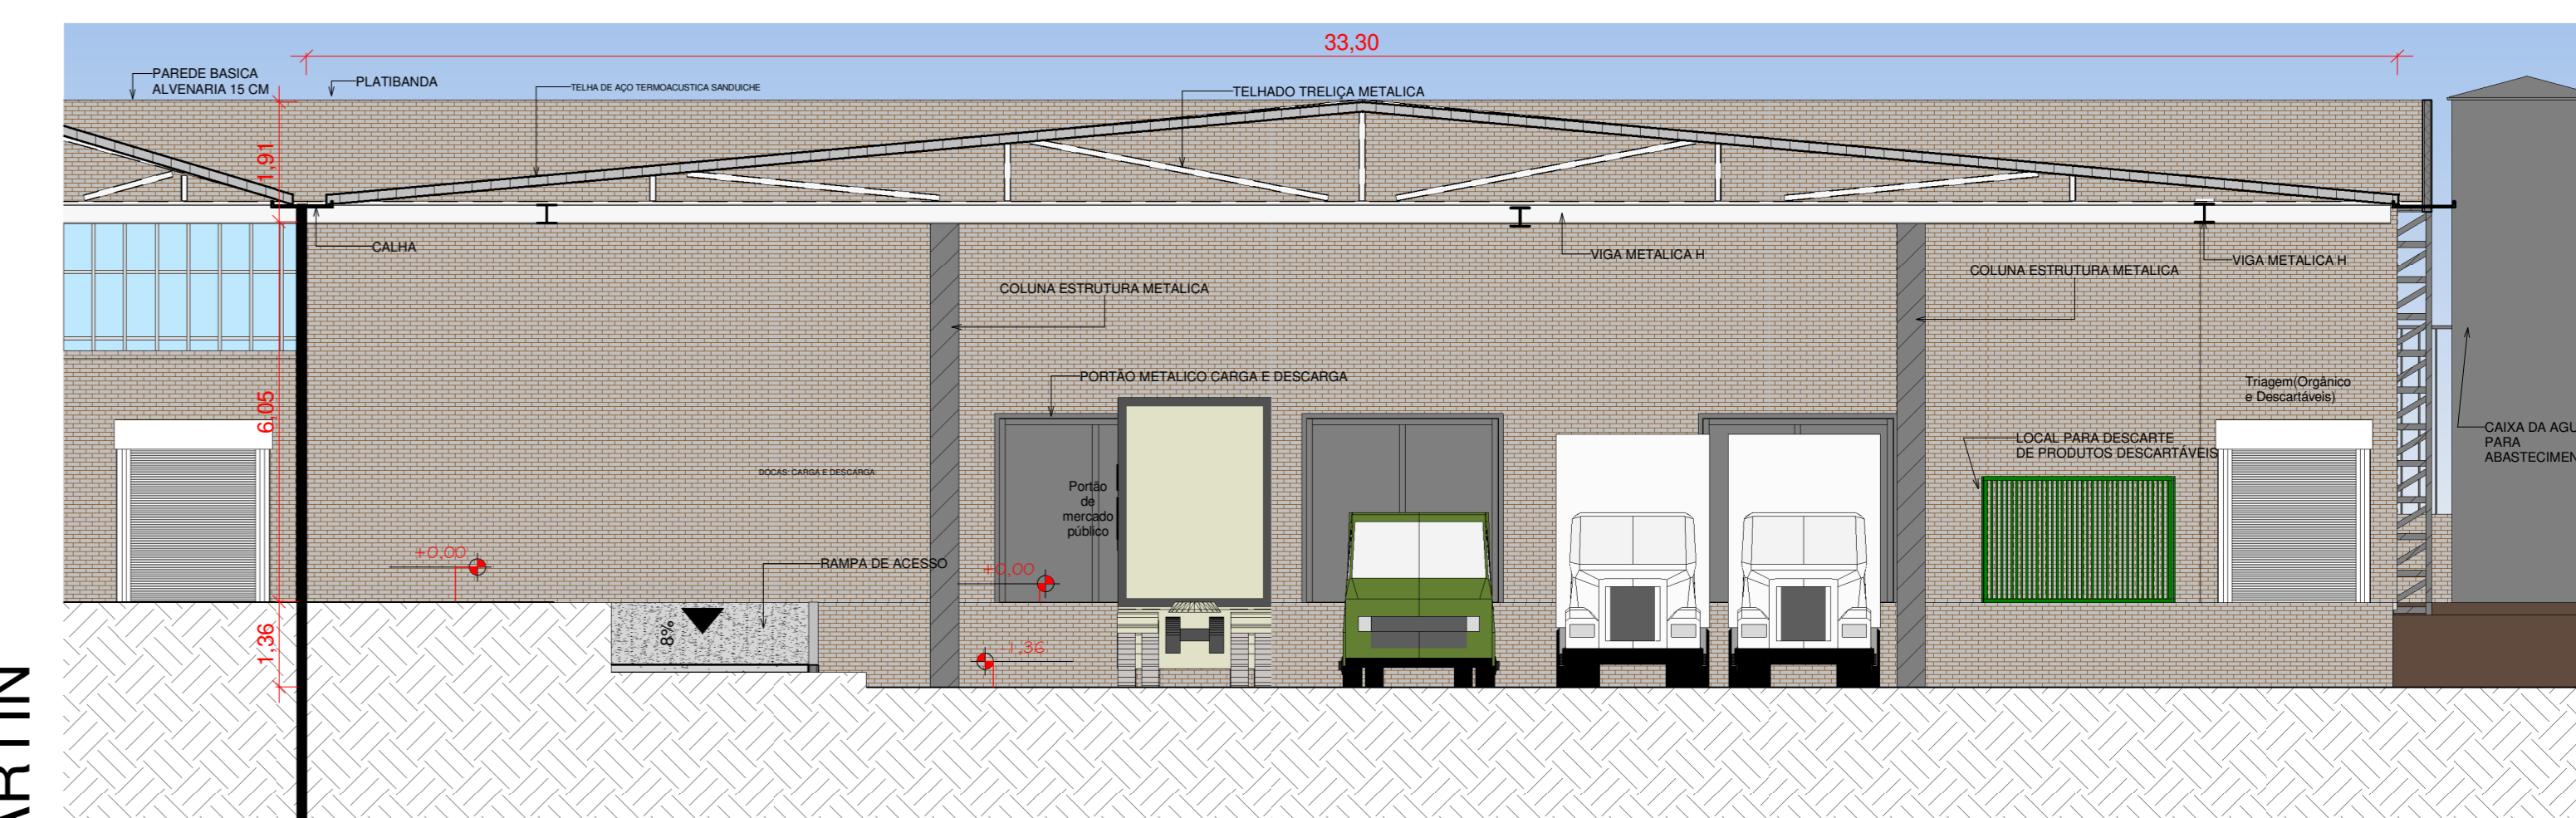 33,30
PAREDE BASICA
ALVENARIA 15 CM
PLATIBANDA
TELHA DE AÇO TERMOACUSTICA SANDUICHE
TELHADO TRELIÇA METALICA
1,91
CALHA
VIGA METALICA H
VIGA METALICA H
COLUNA ESTRUTURA METALICA
COLUNA ESTRUTURA METALICA
PORTÃO METALICO CARGA E DESCARGA
Triagem(Orgânico
e Descartáveis)
6,05
LOCAL PARA DESCARTE
DE PRODUTOS DESCARTÁVEIS
CAIXA DA AGU
PARA
ABASTECIMEN
DOCAS: CARGA E DESCARGA
Portão
de
mercado
público
+0,00
RAMPA DE ACESSO
+0,00
8%
1,36
-1,36
ARTIN